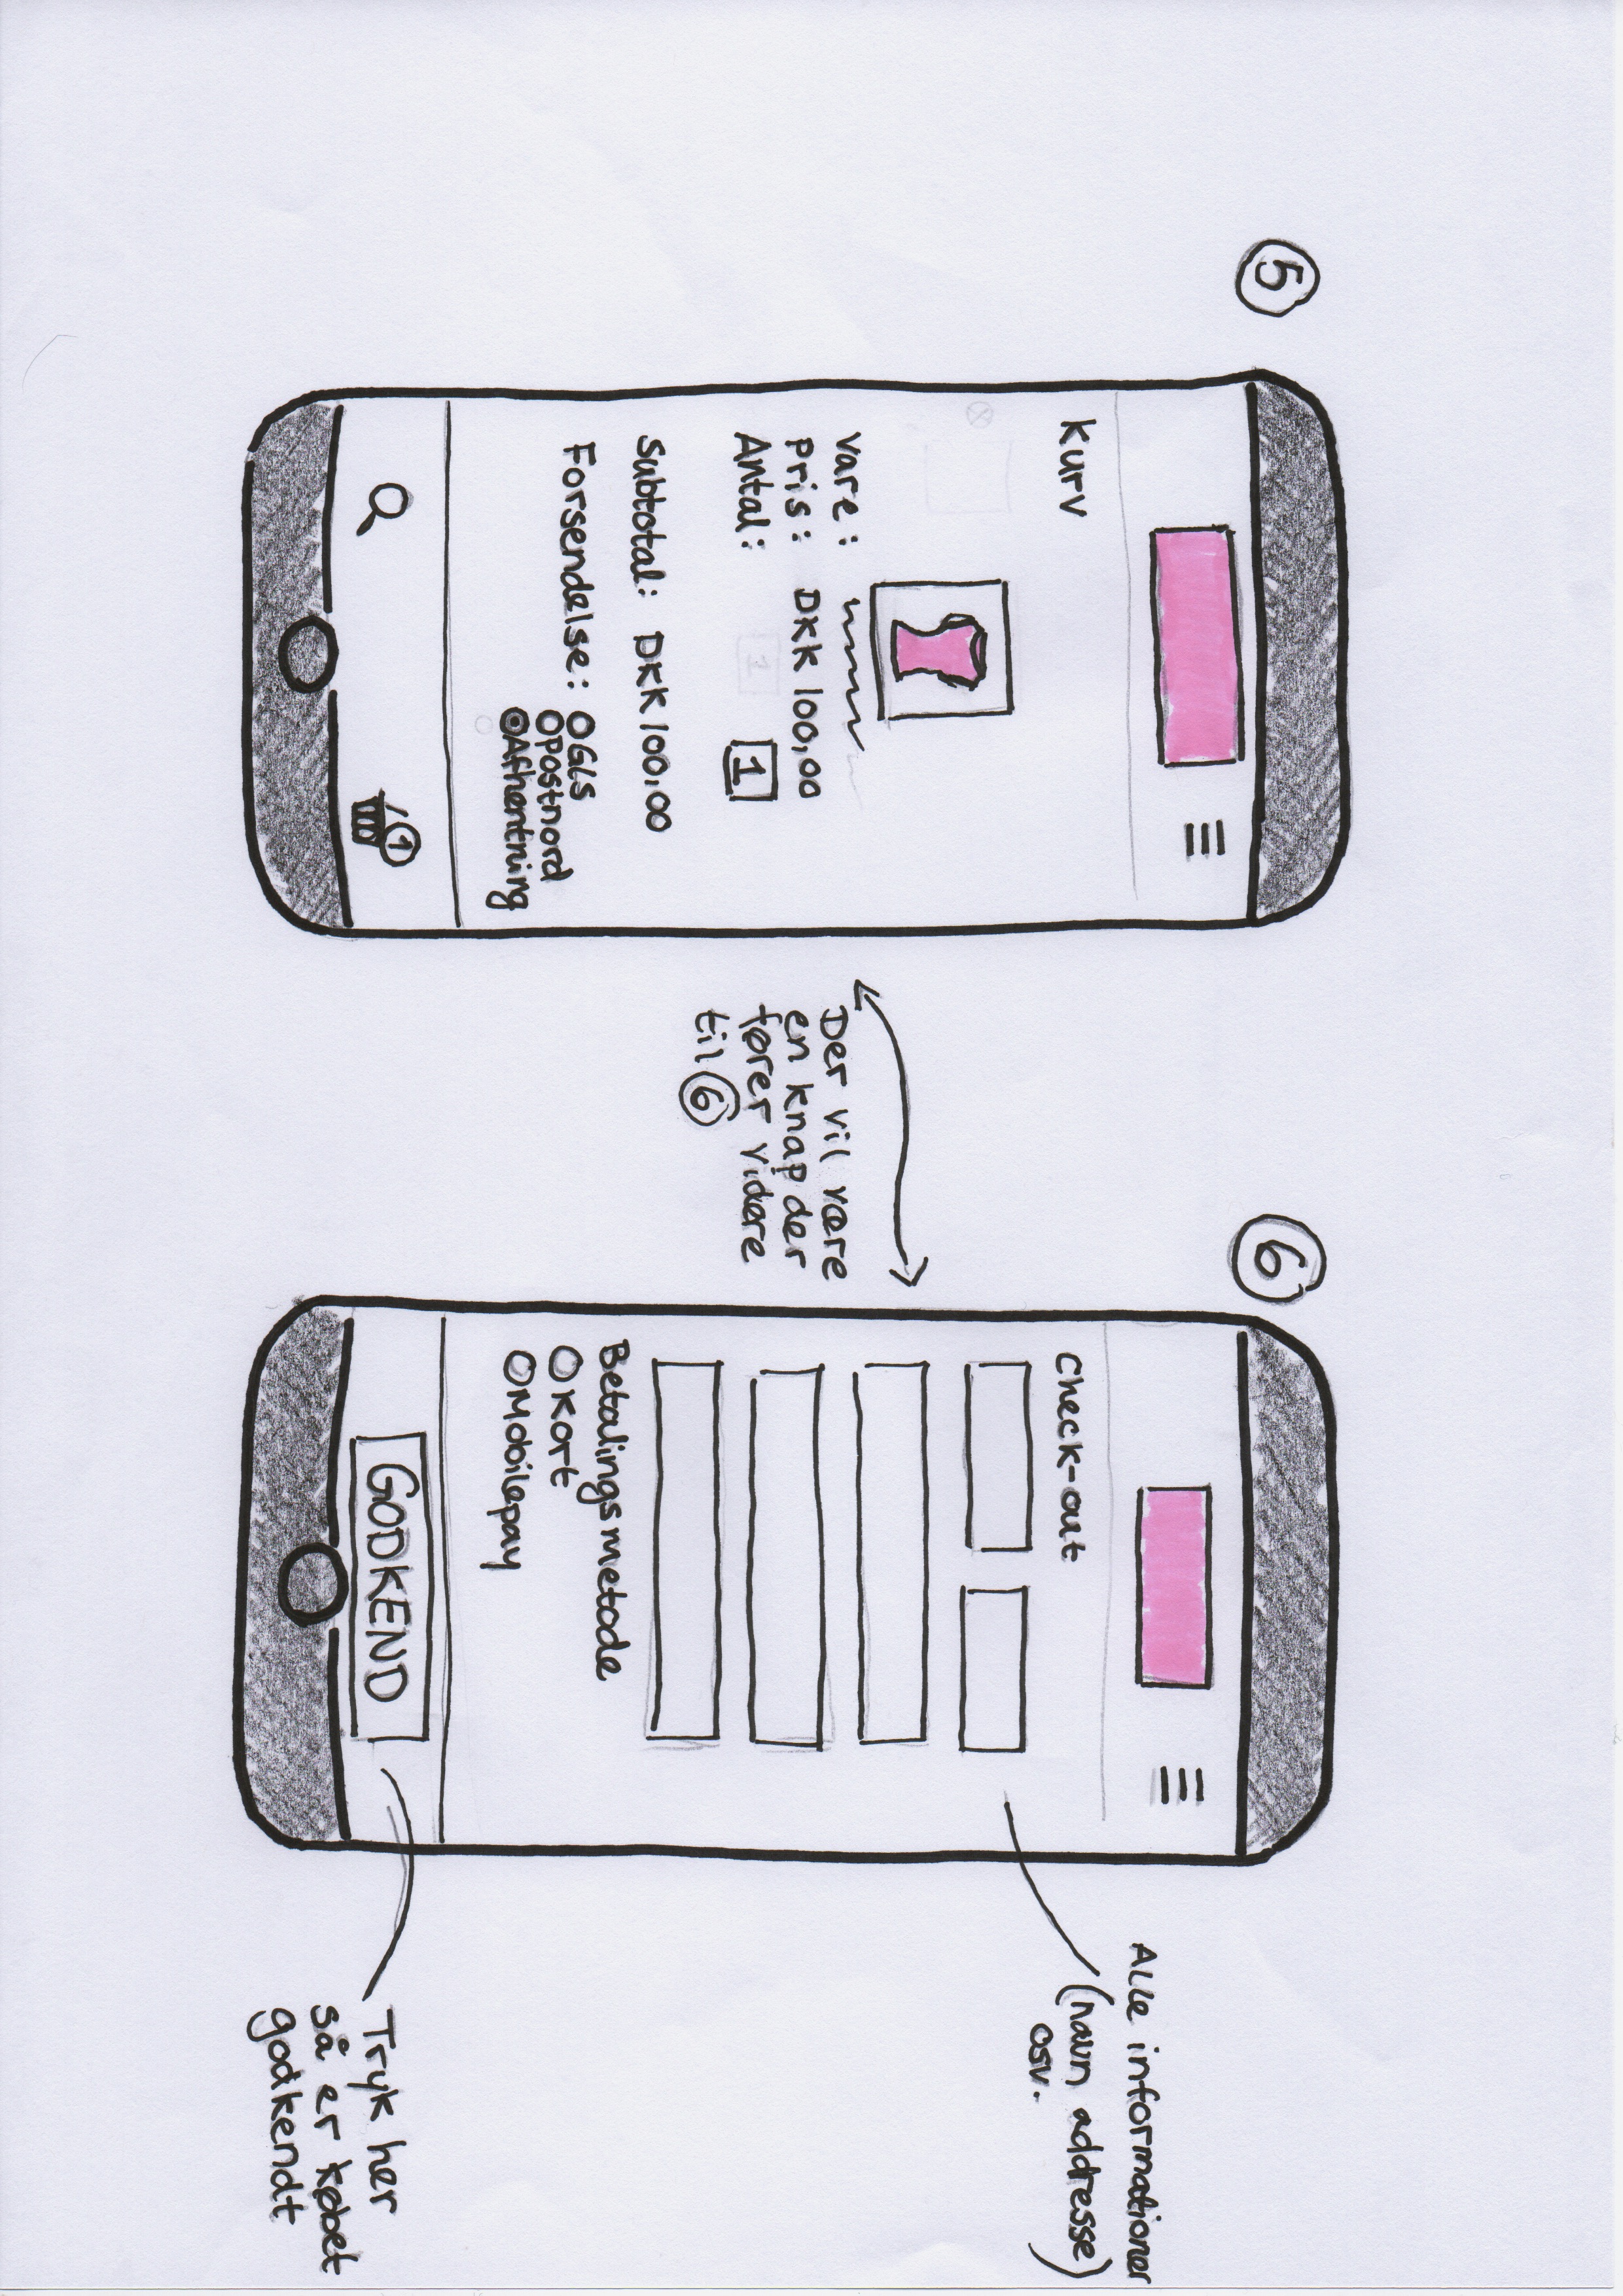 5
Kurv
Vare:
Pris: DKK 100,00
Antal: 1
Subtotal: DKK 100,00
Forsendelse: GLS
Postnord
Afhentning
1
Der vil være
en knap der
fører videre
til 6
6
Check-out
Betalingsmetode
Kort
Mobilepay
GODKEND
Alle informationer
(navn addresse)
osv.
Tryk her
så er købet
godkendt